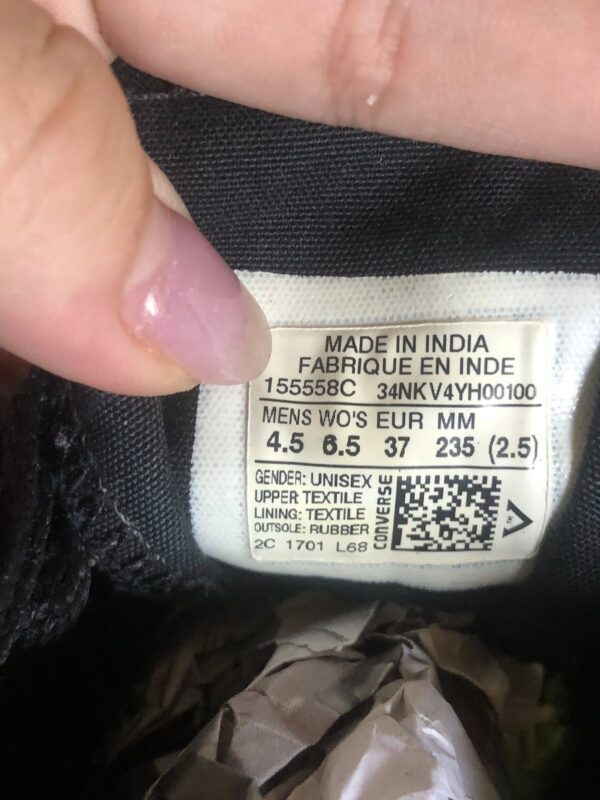 MADE IN INDIA
FABRIQUE EN INDE
155558C 34NKV4YH00100
MENS WO'S EUR MM
4.5 6.5 37 235 (2.5)
GENDER: UNISEX
UPPER TEXTILE
LINING: TEXTILE
OUTSOLE: RUBBER
2C 1701 L68
CONVERSE
TM